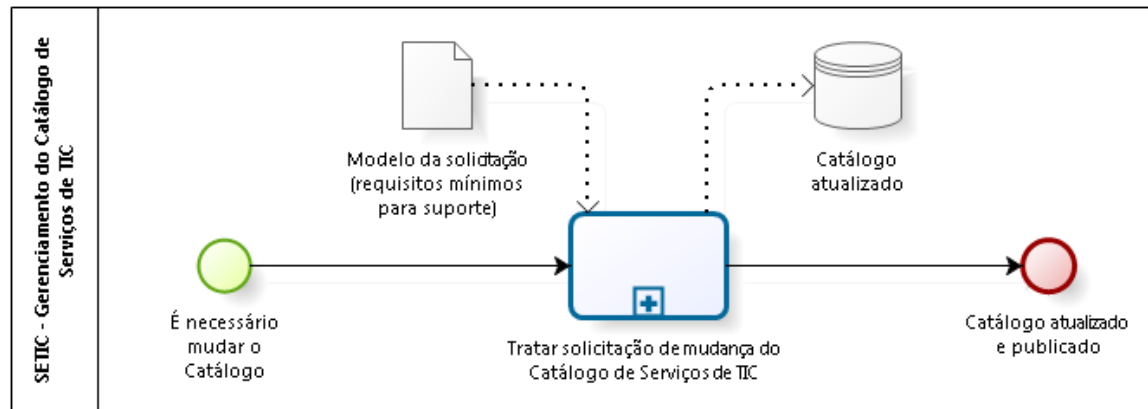 SETIC - Gerenciamento do Catálogo de
Serviços de TIC
Modelo da solicitação
(requisitos mínimos
para suporte)
Catálogo
atualizado
É necessário
mudar o
Catálogo
Tratar solicitação de mudança do
Catálogo de Serviços de TIC
Catálogo atualizado
e publicado